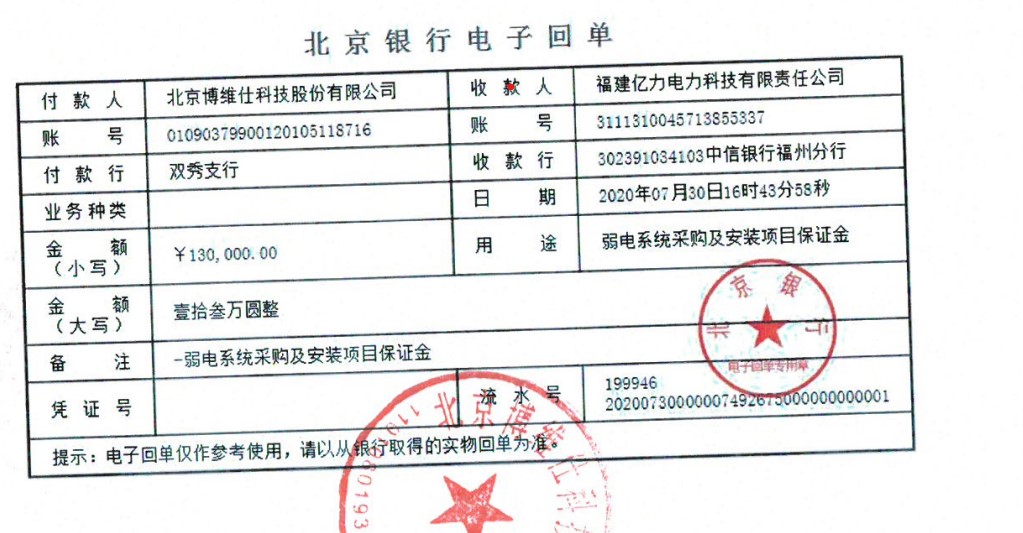 北京银行电子回单
付款人 北京博维仕科技股份有限公司 收款人 福建亿力电力科技有限责任公司
账号 01090379900120105118716 账号 3111310045713855337
付款行 双秀支行 收款行 302391034103中信银行福州分行
业务种类 日期 2020年07月30日16时43分58秒
金额（小写） ￥130,000.00 用途 弱电系统采购及安装项目保证金
金额（大写） 壹拾叁万圆整
备注 -弱电系统采购及安装项目保证金
凭证号 流水号 199946
20200730000007492675000000000001
提示：电子回单仅作参考使用，请以从银行取得的实物回单为准。
北京银行
电子回单专用章
北京博维仕科